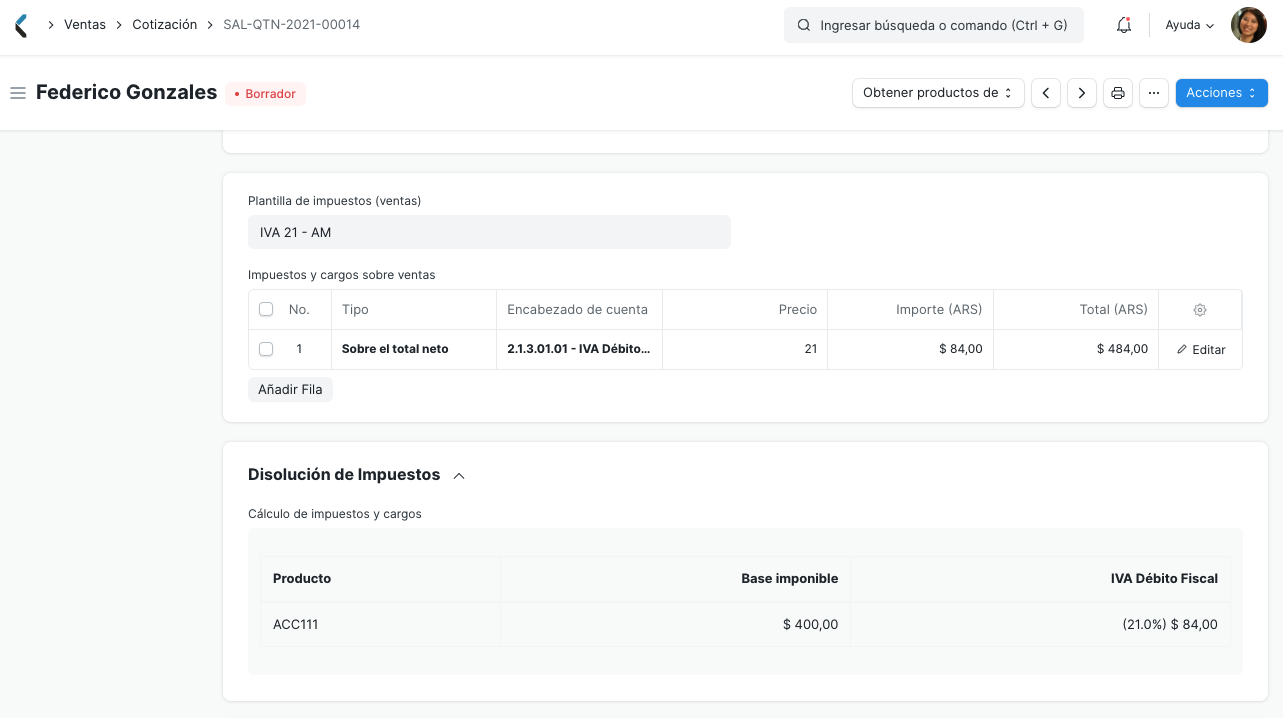 Ventas Cotización SAL-QTN-2021-00014 Ingresar búsqueda o comando (Ctrl + G) Ayuda
Federico Gonzales Borrador Obtener productos de ... Acciones
Plantilla de impuestos (ventas)
IVA 21 - AM
Impuestos y cargos sobre ventas
No. Tipo Encabezado de cuenta Precio Importe (ARS) Total (ARS)
1 Sobre el total neto 2.1.3.01.01 - IVA Débito... 21 $ 84,00 $ 484,00 Editar
Añadir Fila
Disolución de Impuestos
Cálculo de impuestos y cargos
Producto Base imponible IVA Débito Fiscal
ACC111 $ 400,00 (21.0%) $ 84,00